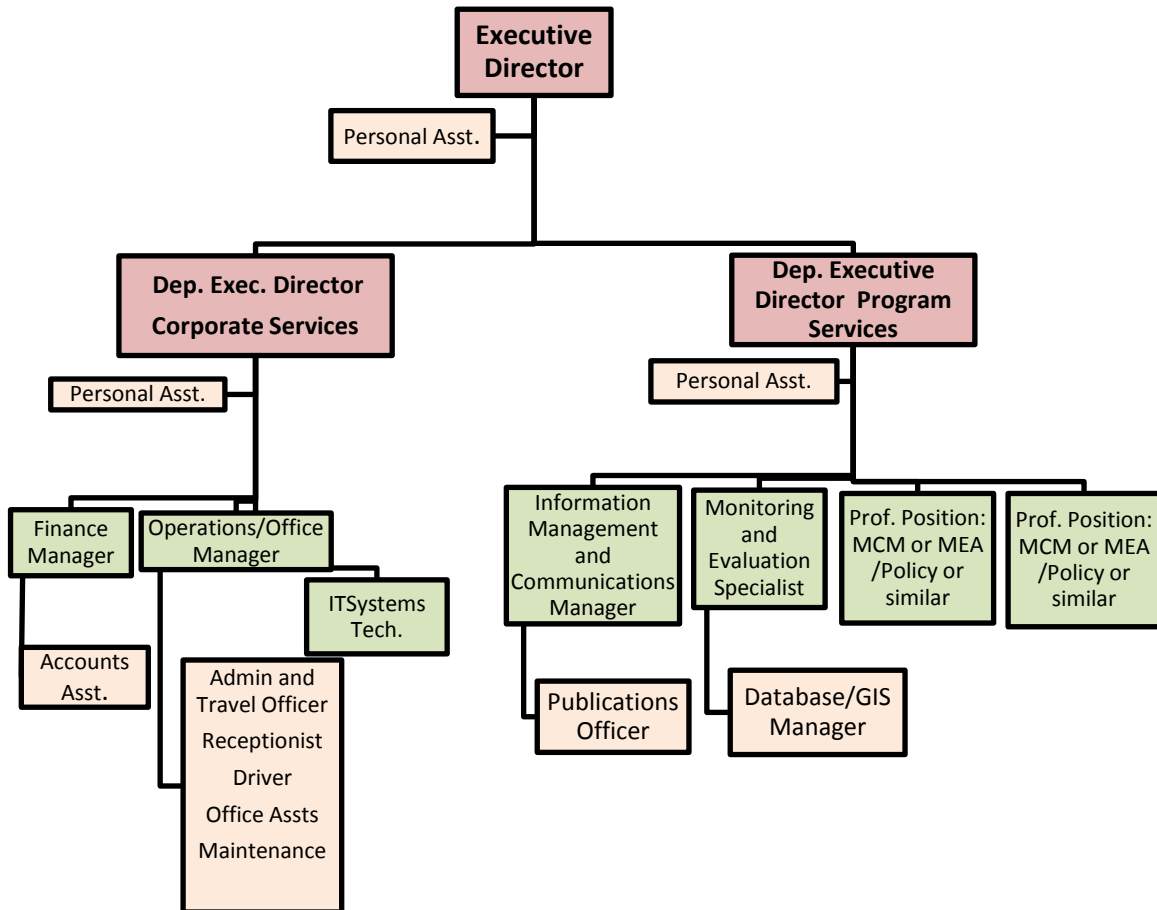 Executive
Director
Personal Asst.
Dep. Exec. Director
Corporate Services
Dep. Executive
Director Program
Services
Personal Asst.
Personal Asst.
Finance
Manager
Operations/Office
Manager
ITSystems
Tech.
Accounts
Asst.
Admin and
Travel Officer
Receptionist
Driver
Office Assts
Maintenance
Information
Management
and
Communications
Manager
Monitoring
and
Evaluation
Specialist
Prof. Position:
MCM or MEA
/Policy or
similar
Prof. Position:
MCM or MEA
/Policy or
similar
Publications
Officer
Database/GIS
Manager